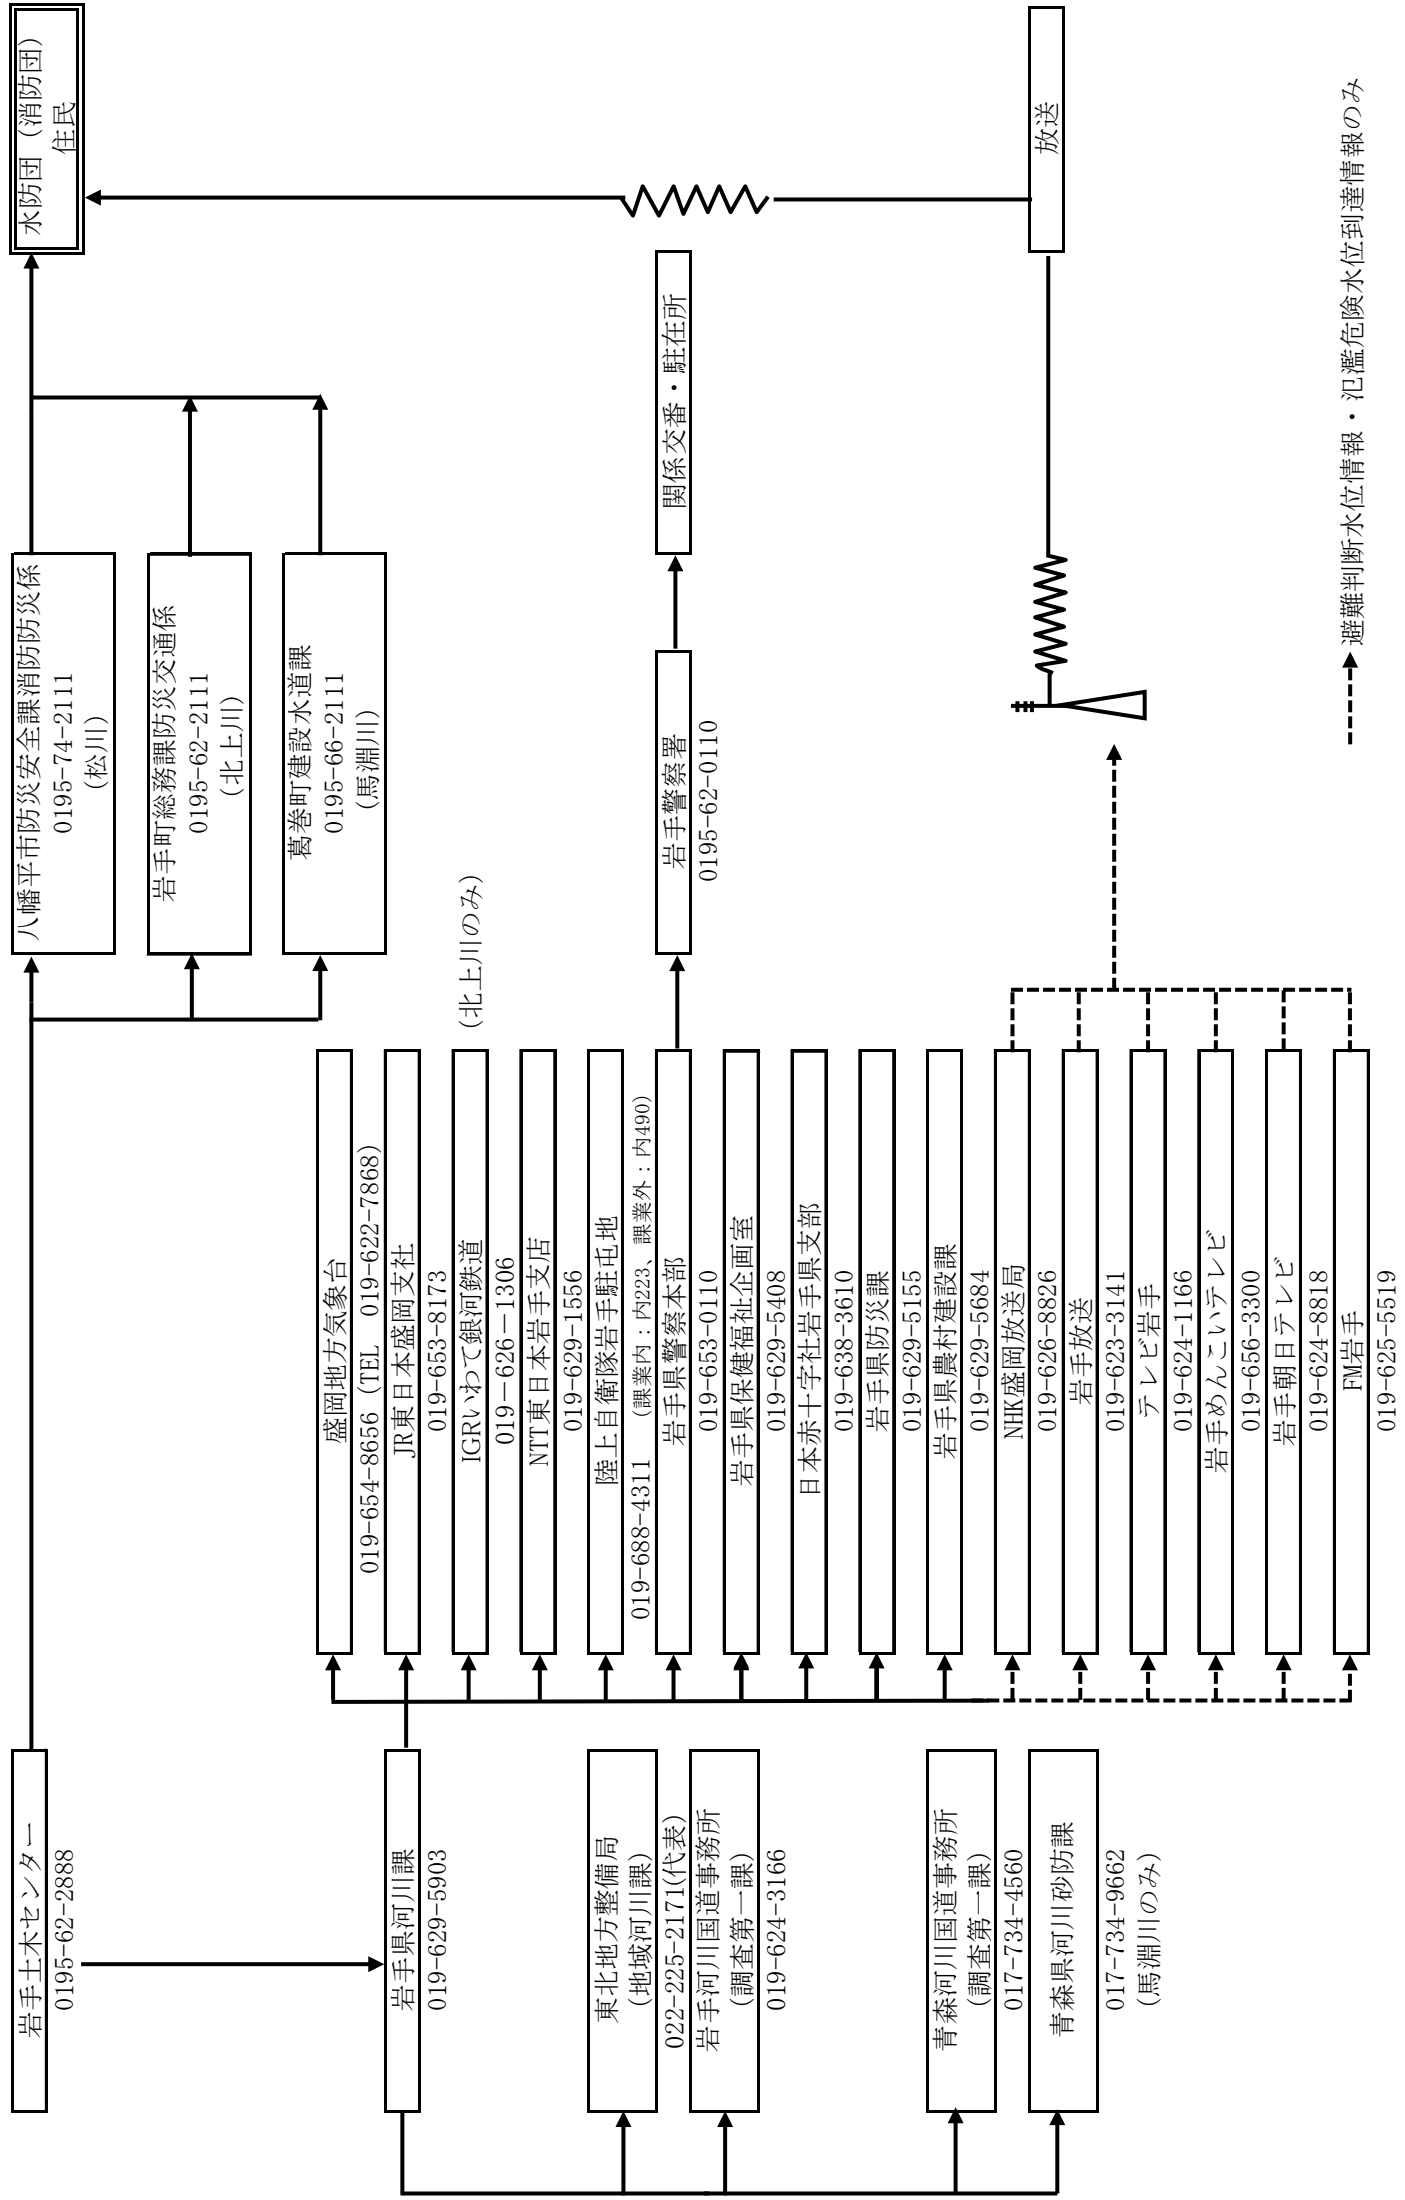 岩手土木センター
0195-62-2888
八幡平市防災安全課消防防災係
0195-74-2111
(松川)
岩手町総務課防災交通係
0195-62-2111
(北上川)
葛巻町建設水道課
0195-66-2111
(馬淵川)
水防団（消防団）
住民
岩手県河川課
019-629-5903
東北地方整備局
(地域河川課)
022-225-2171(代表)
岩手河川国道事務所
(調査第一課)
019-624-3166
青森河川国道事務所
(調査第一課)
017-734-4560
青森県河川砂防課
017-734-9662
(馬淵川のみ)
盛岡地方気象台
019-654-8656（TEL 019-622-7868）
JR東日本盛岡支社
019-653-8173
IGRいわて銀河鉄道
(北上川のみ)
019－626－1306
NTT東日本岩手支店
019-629-1556
陸上自衛隊岩手駐屯地
019-688-4311 （課業内：内223、課業外：内490）
岩手県警察本部
019-653-0110
岩手警察署
0195-62-0110
関係交番・駐在所
岩手県保健福祉企画室
019-629-5408
日本赤十字社岩手県支部
019-638-3610
岩手県防災課
019-629-5155
岩手県農村建設課
019-629-5684
NHK盛岡放送局
019-626-8826
岩手放送
019-623-3141
テレビ岩手
019-624-1166
岩手めんこいテレビ
019-656-3300
岩手朝日テレビ
019-624-8818
FM岩手
019-625-5519
放送
避難判断水位情報・氾濫危険水位到達情報のみ